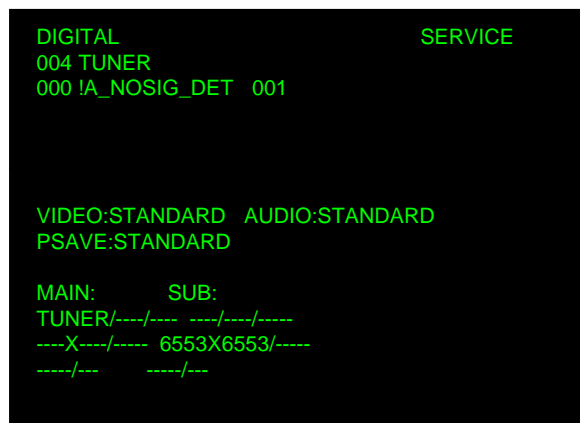 DIGITAL SERVICE
004 TUNER
000 !A_NOSIG_DET 001
VIDEO:STANDARD AUDIO:STANDARD
PSAVE:STANDARD
MAIN: SUB:
TUNER/----/---- ----/----/-----
----X----/----- 6553X6553/-----
-----/--- -----/---